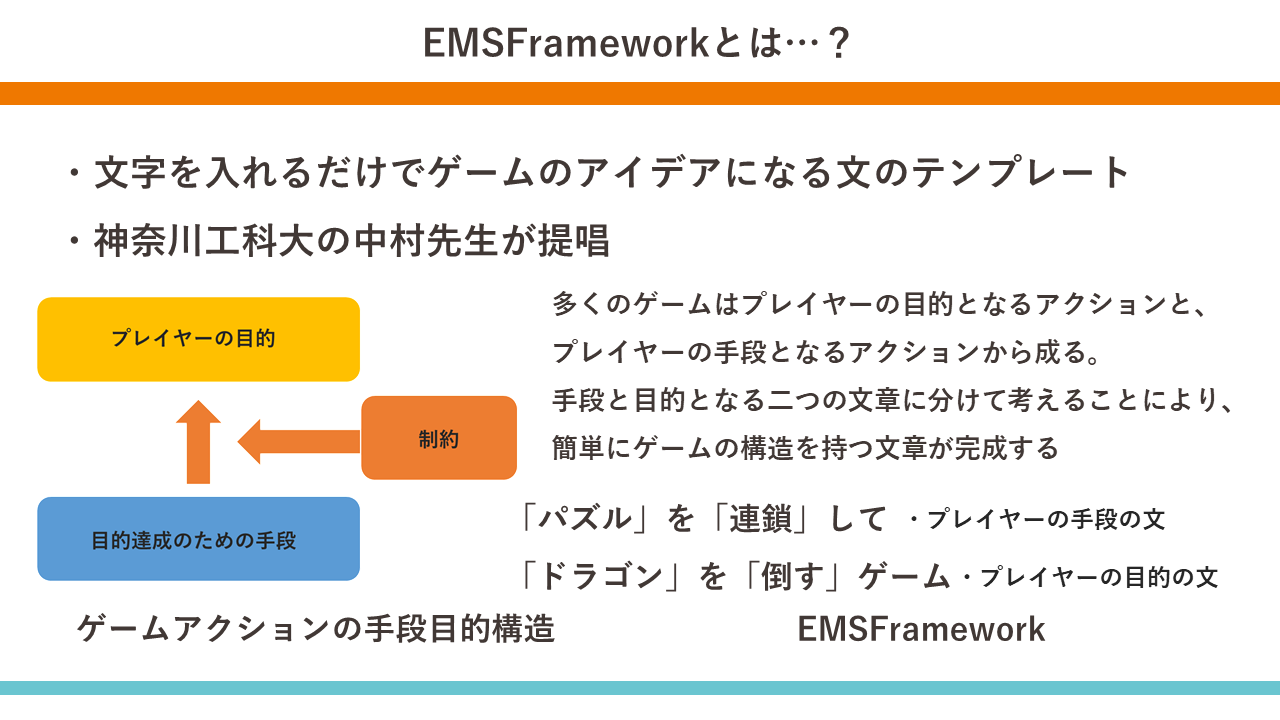 EMSFrameworkとは…？
・文字を入れるだけでゲームのアイデアになる文のテンプレート
・神奈川工科大の中村先生が提唱
プレイヤーの目的
制約
目的達成のための手段
ゲームアクションの手段目的構造
多くのゲームはプレイヤーの目的となるアクションと、
プレイヤーの手段となるアクションから成る。
手段と目的となる二つの文章に分けて考えることにより、
簡単にゲームの構造を持つ文章が完成する
「パズル」を「連鎖」して ・プレイヤーの手段の文
「ドラゴン」を「倒す」ゲーム・プレイヤーの目的の文
EMSFramework